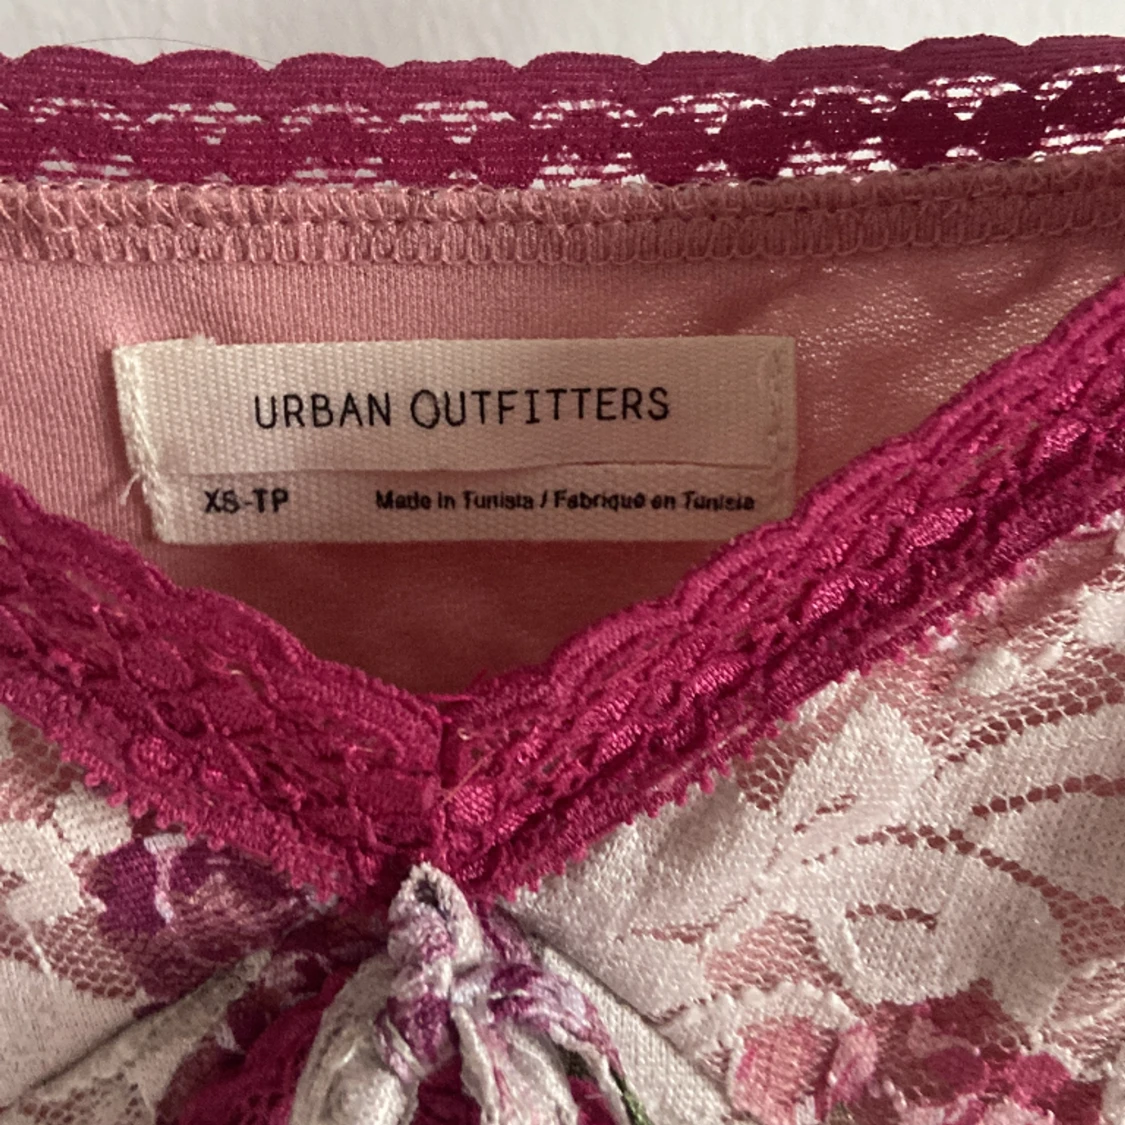 URBAN OUTFITTERS
XS-TP Made in Tunisia / Fabriqué en Tunisie